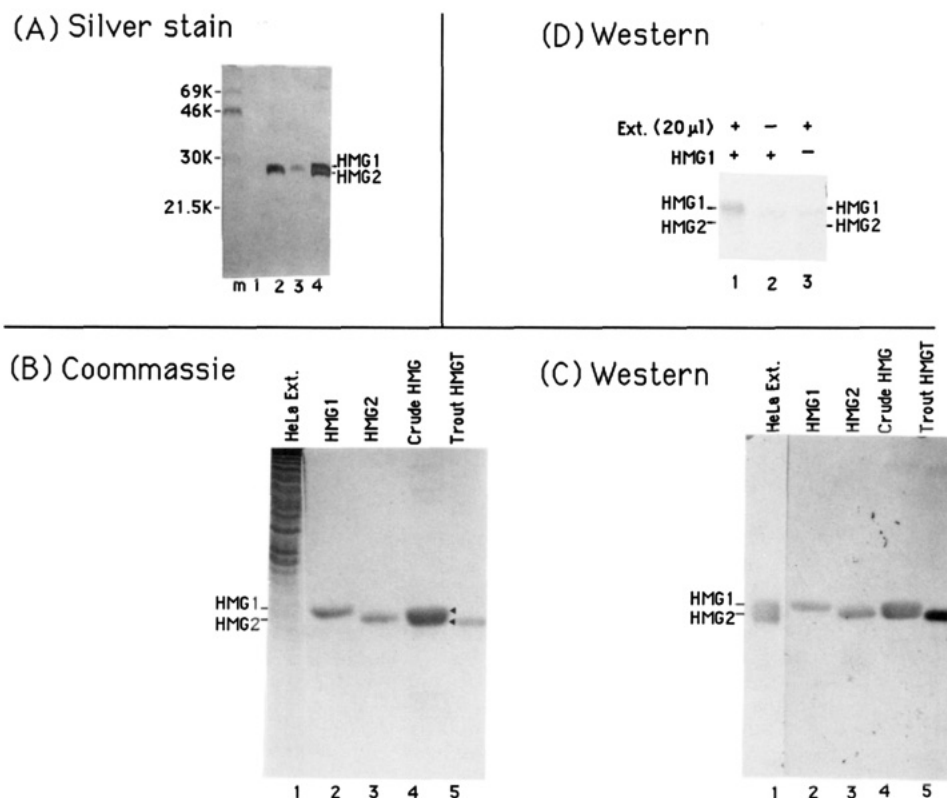 (A) Silver stain
69K-
46K-
30K-
21.5K-
HMG1
HMG2
m 1 2 3 4
(D) Western
Ext. (20 µl) + − +
HMG1 + + −
HMG1
HMG2
HMG1
HMG2
1 2 3
(B) Coommassie
HeLa Ext.
HMG1
HMG2
Crude HMG
Trout HMGT
HMG1
HMG2
1 2 3 4 5
(C) Western
HeLa Ext.
HMG1
HMG2
Crude HMG
Trout HMGT
HMG1
HMG2
1 2 3 4 5